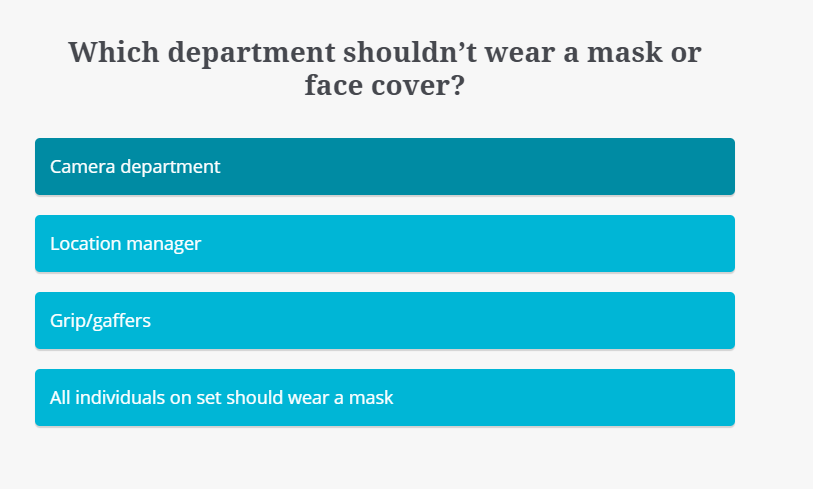 Which department shouldn’t wear a mask or
face cover?
Camera department
Location manager
Grip/gaffers
All individuals on set should wear a mask